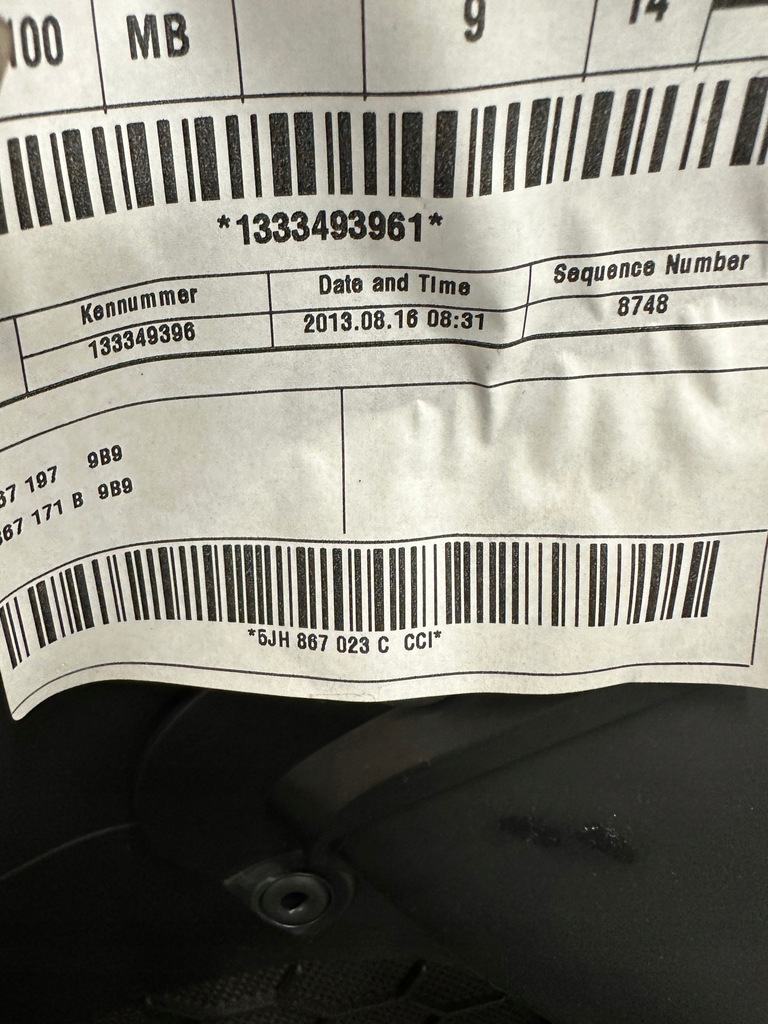 100 MB 9 14
*1333493961*
Kennummer Date and Time Sequence Number
133349396 2013.08.16 08:31 8748
67 197 9B9
867 171 B 9B9
*5JH 867 023 C CCI*